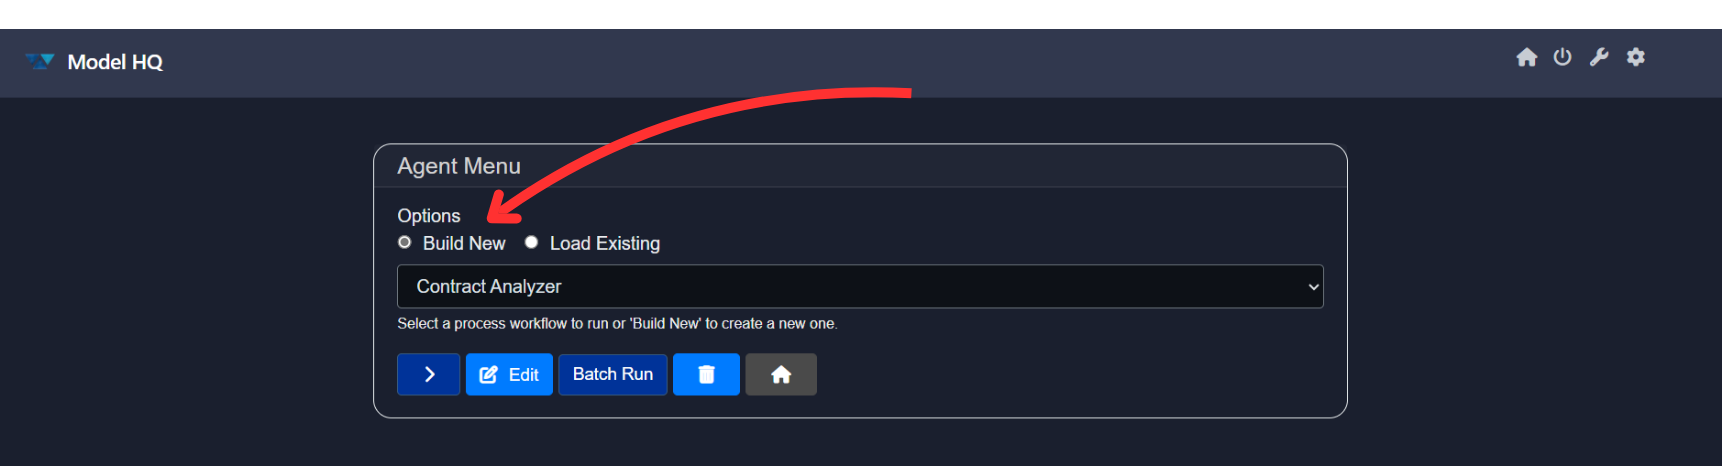 Model HQ
Agent Menu
Options
Build New Load Existing
Contract Analyzer
Select a process workflow to run or 'Build New' to create a new one.
Edit Batch Run